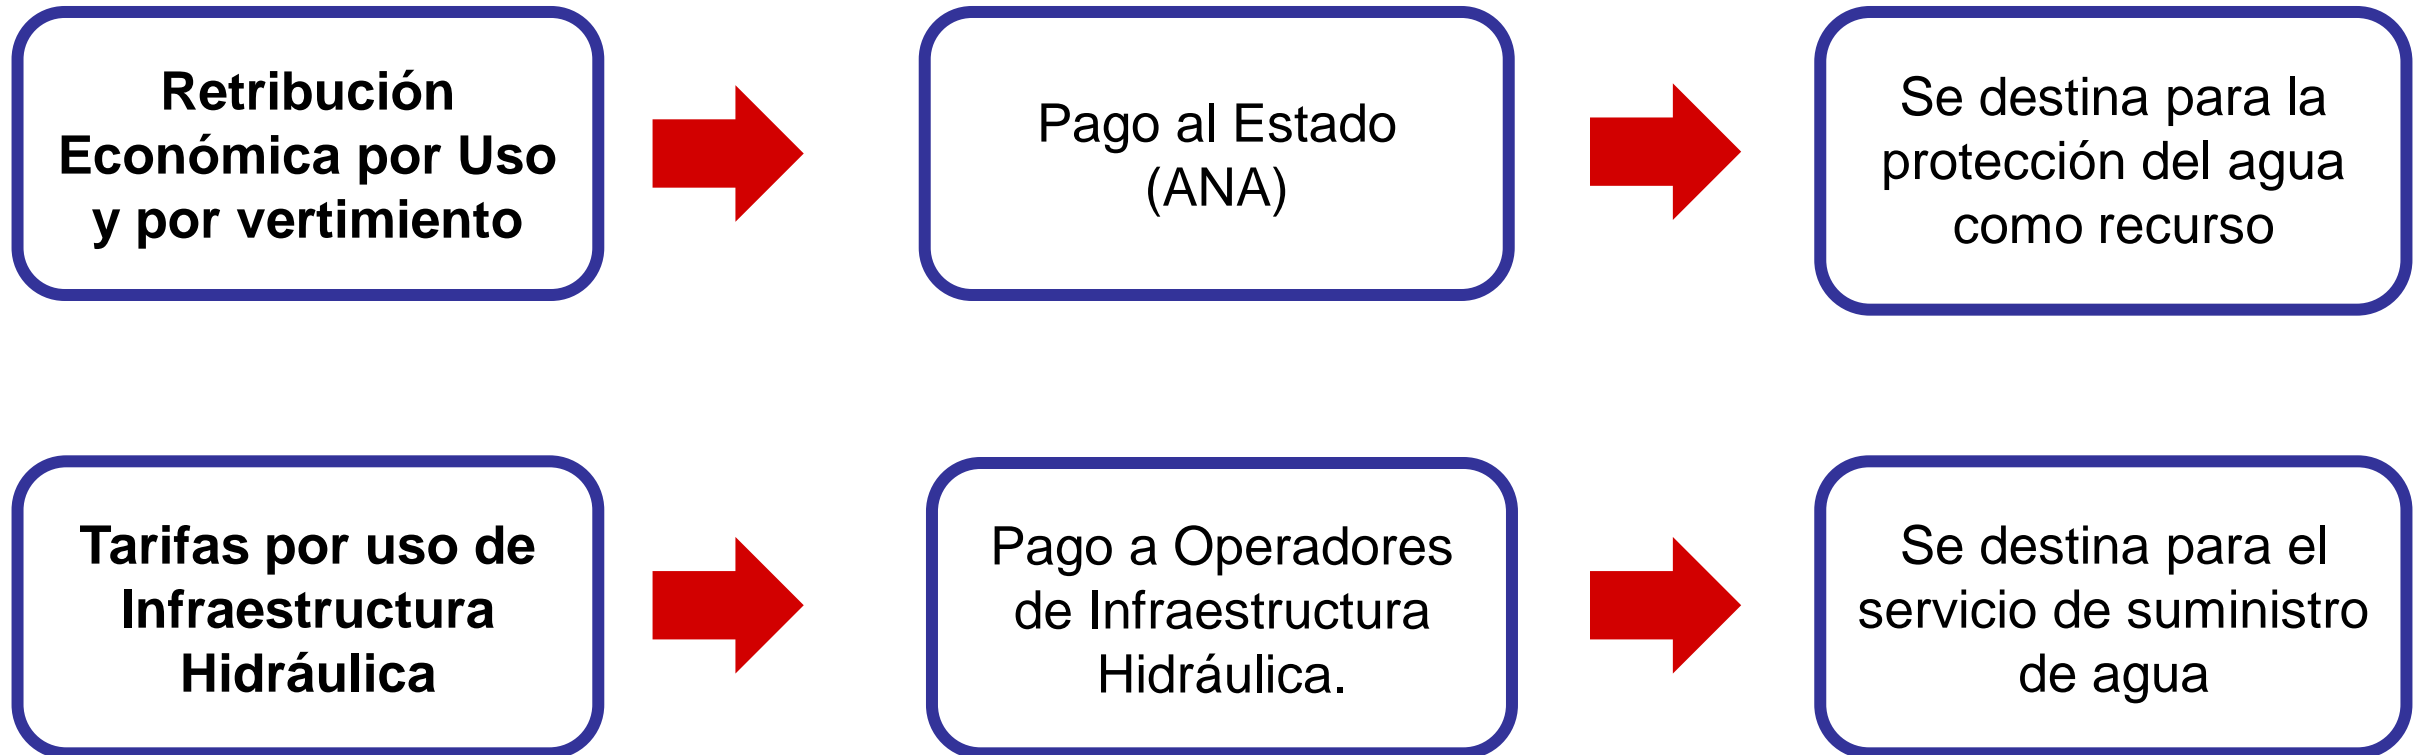 Retribución
Económica por Uso
y por vertimiento
Pago al Estado
(ANA)
Se destina para la
protección del agua
como recurso
Tarifas por uso de
Infraestructura
Hidráulica
Pago a Operadores
de Infraestructura
Hidráulica.
Se destina para el
servicio de suministro
de agua